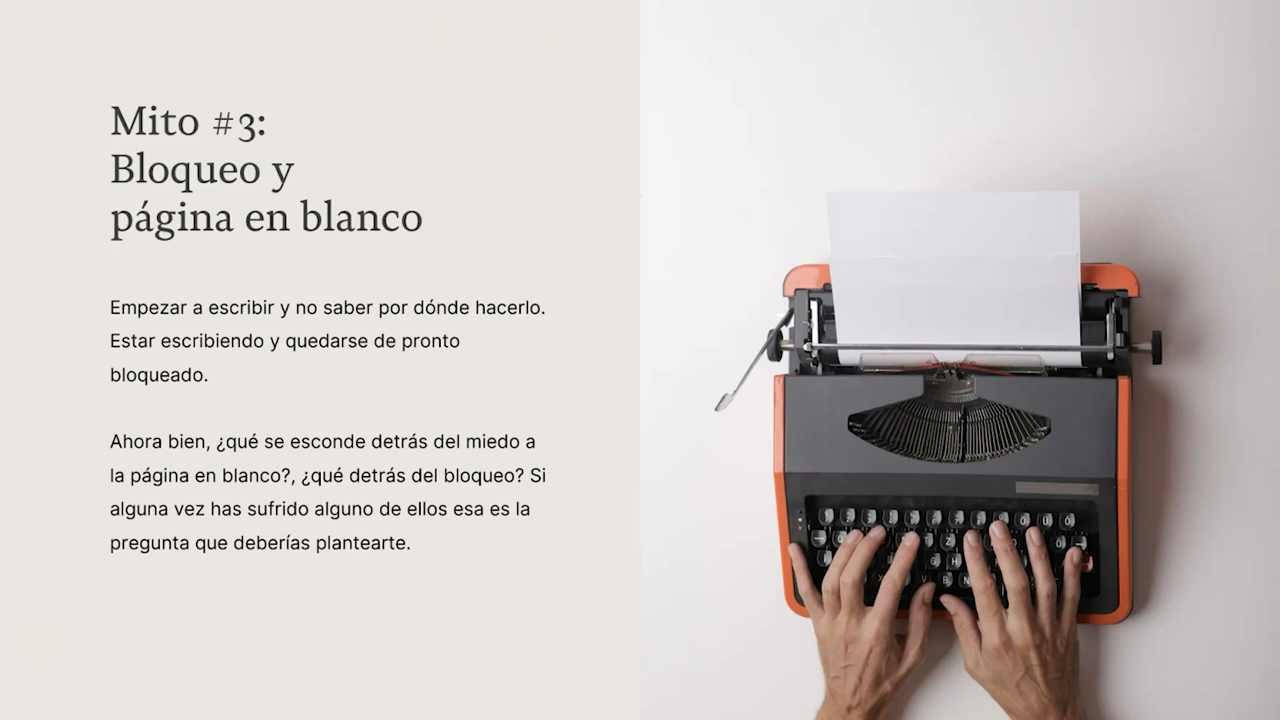 Mito #3:
Bloqueo y
página en blanco
Empezar a escribir y no saber por dónde hacerlo.
Estar escribiendo y quedarse de pronto
bloqueado.
Ahora bien, ¿qué se esconde detrás del miedo a
la página en blanco?, ¿qué detrás del bloqueo? Si
alguna vez has sufrido alguno de ellos esa es la
pregunta que deberías plantearte.